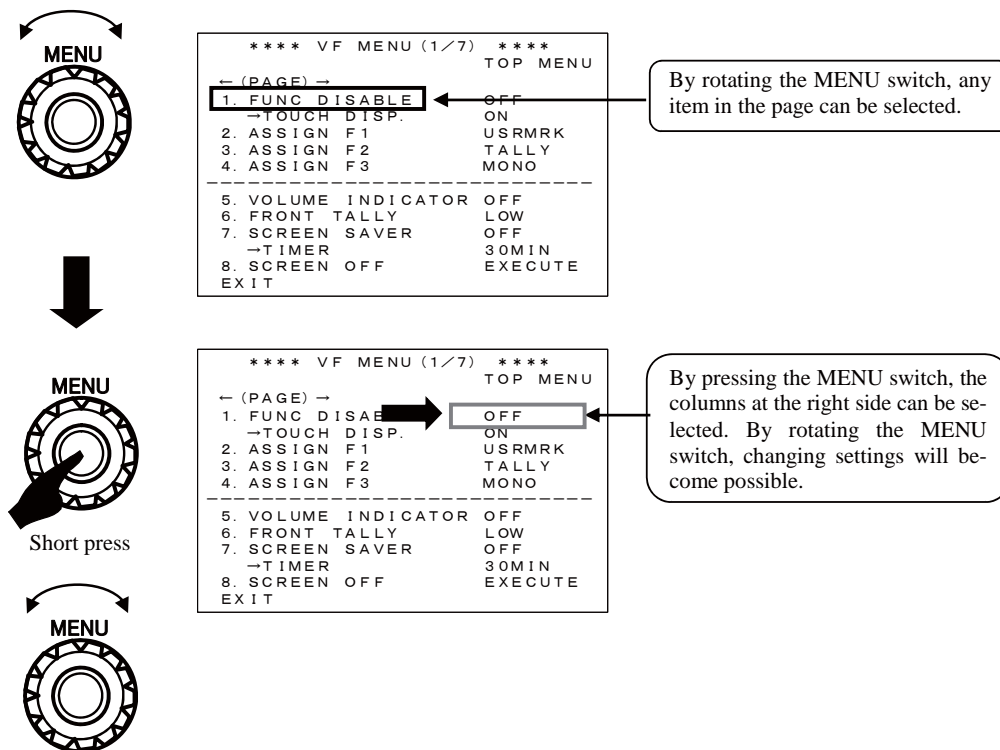 MENU
**** VF MENU(1/7) ****
TOP MENU
←(PAGE)→
1. FUNC DISABLE OFF
→TOUCH DISP. ON
2. ASSIGN F1 USRMRK
3. ASSIGN F2 TALLY
4. ASSIGN F3 MONO
5. VOLUME INDICATOR OFF
6. FRONT TALLY LOW
7. SCREEN SAVER OFF
→TIMER 30MIN
8. SCREEN OFF EXECUTE
EXIT
By rotating the MENU switch, any
item in the page can be selected.
MENU
Short press
**** VF MENU(1/7) ****
TOP MENU
←(PAGE)→
1. FUNC DISAB OFF
→TOUCH DISP. ON
2. ASSIGN F1 USRMRK
3. ASSIGN F2 TALLY
4. ASSIGN F3 MONO
5. VOLUME INDICATOR OFF
6. FRONT TALLY LOW
7. SCREEN SAVER OFF
→TIMER 30MIN
8. SCREEN OFF EXECUTE
EXIT
By pressing the MENU switch, the
columns at the right side can be se-
lected. By rotating the MENU
switch, changing settings will be-
come possible.
MENU